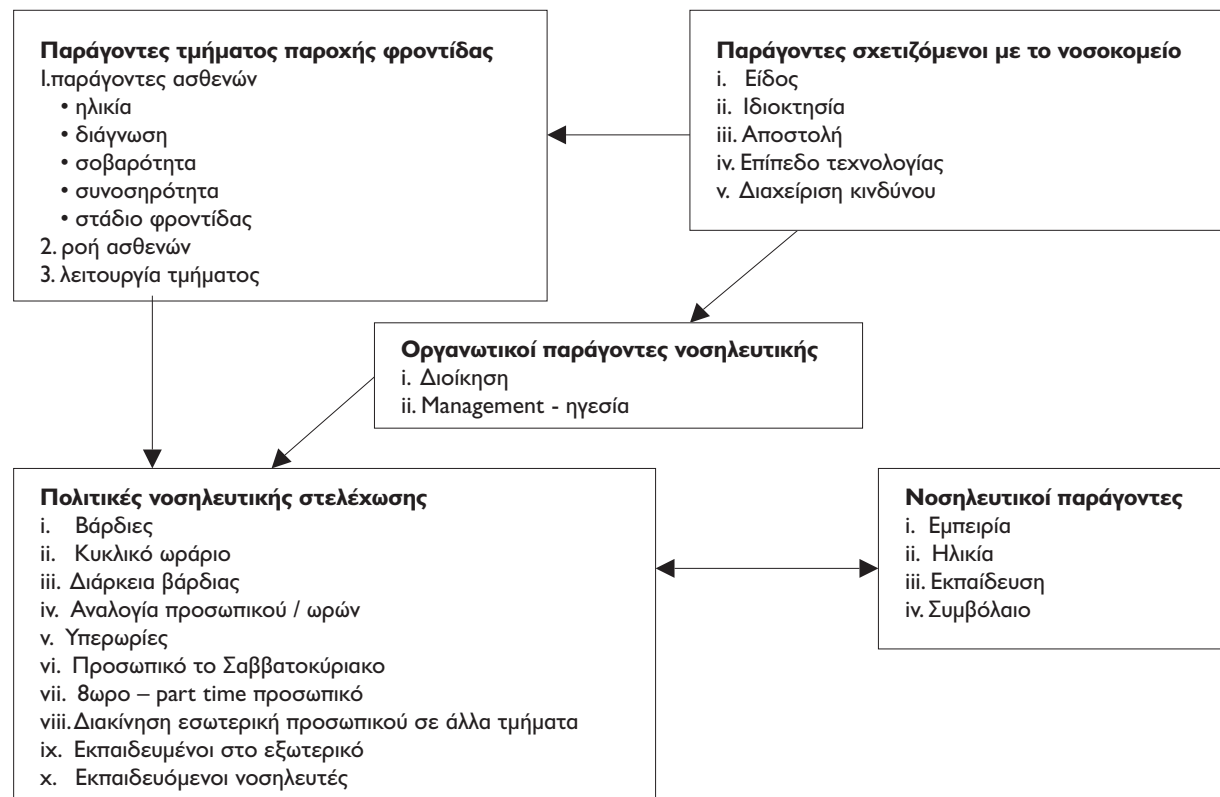 Παράγοντες τμήματος παροχής φροντίδας
1.παράγοντες ασθενών
• ηλικία
• διάγνωση
• σοβαρότητα
• συνοσηρότητα
• στάδιο φροντίδας
2. ροή ασθενών
3. λειτουργία τμήματος
Παράγοντες σχετιζόμενοι με το νοσοκομείο
i. Είδος
ii. Ιδιοκτησία
iii. Αποστολή
iv. Επίπεδο τεχνολογίας
v. Διαχείριση κινδύνου
Οργανωτικοί παράγοντες νοσηλευτικής
i. Διοίκηση
ii. Management - ηγεσία
Πολιτικές νοσηλευτικής στελέχωσης
i. Βάρδιες
ii. Κυκλικό ωράριο
iii. Διάρκεια βάρδιας
iv. Αναλογία προσωπικού / ωρών
v. Υπερωρίες
vi. Προσωπικό το Σαββατοκύριακο
vii. 8ωρο – part time προσωπικό
viii. Διακίνηση εσωτερική προσωπικού σε άλλα τμήματα
ix. Εκπαιδευμένοι στο εξωτερικό
x. Εκπαιδευόμενοι νοσηλευτές
Νοσηλευτικοί παράγοντες
i. Εμπειρία
ii. Ηλικία
iii. Εκπαίδευση
iv. Συμβόλαιο